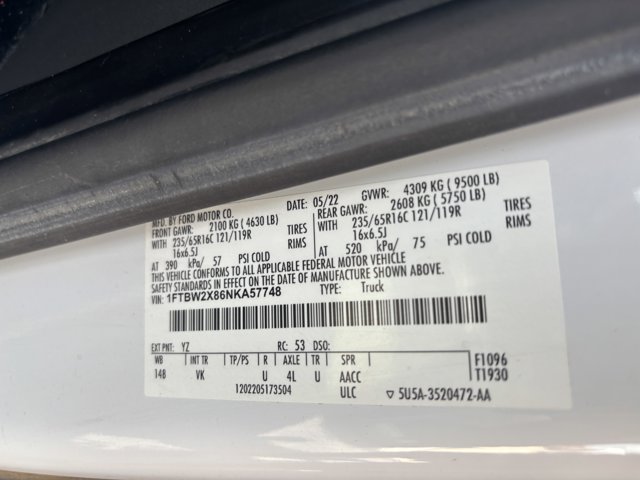 MFD. BY FORD MOTOR CO.
DATE: 05/22 GVWR: 4309 KG ( 9500 LB)
FRONT GAWR: 2100 KG ( 4630 LB) REAR GAWR: 2608 KG ( 5750 LB)
WITH 235/65R16C 121/119R TIRES WITH 235/65R16C 121/119R TIRES
16x6.5J RIMS 16x6.5J RIMS
AT 390 kPa/ 57 PSI COLD AT 520 kPa/ 75 PSI COLD
THIS VEHICLE CONFORMS TO ALL APPLICABLE FEDERAL MOTOR VEHICLE
SAFETY STANDARDS IN EFFECT ON THE DATE OF MANUFACTURE SHOWN ABOVE.
VIN: 1FTBW2X86NKA57748 TYPE: Truck
EXT PNT: YZ RC: 53 DSO:
WB INT TR TP/PS R AXLE TR SPR F1096
148 VK U 4L U AACC T1930
1202205173504 ULC ▽ 5U5A-3520472-AA